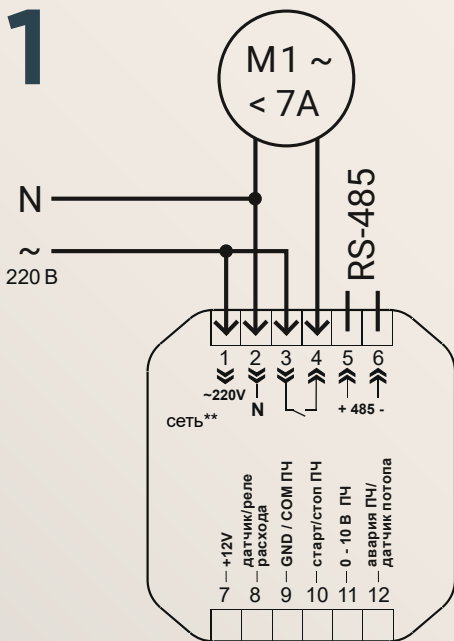 1
M1 ~
< 7A
N
~
220 В
RS-485
1 2 3 4 5 6
~220V
N
+ 485 -
сеть**
+12V
датчик/реле
расхода
GND / COM ПЧ
старт/стоп ПЧ
0 - 10 В ПЧ
авария ПЧ/
датчик потопа
7 8 9 10 11 12